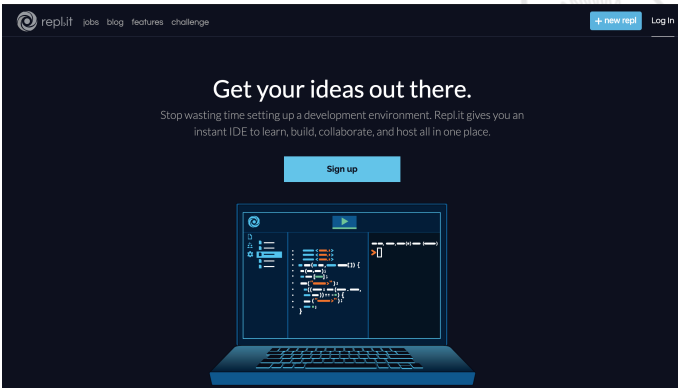 repl.it jobs blog features challenge + new repl Log In
Get your ideas out there.
Stop wasting time setting up a development environment. Repl.it gives you an
instant IDE to learn, build, collaborate, and host all in one place.
Sign up